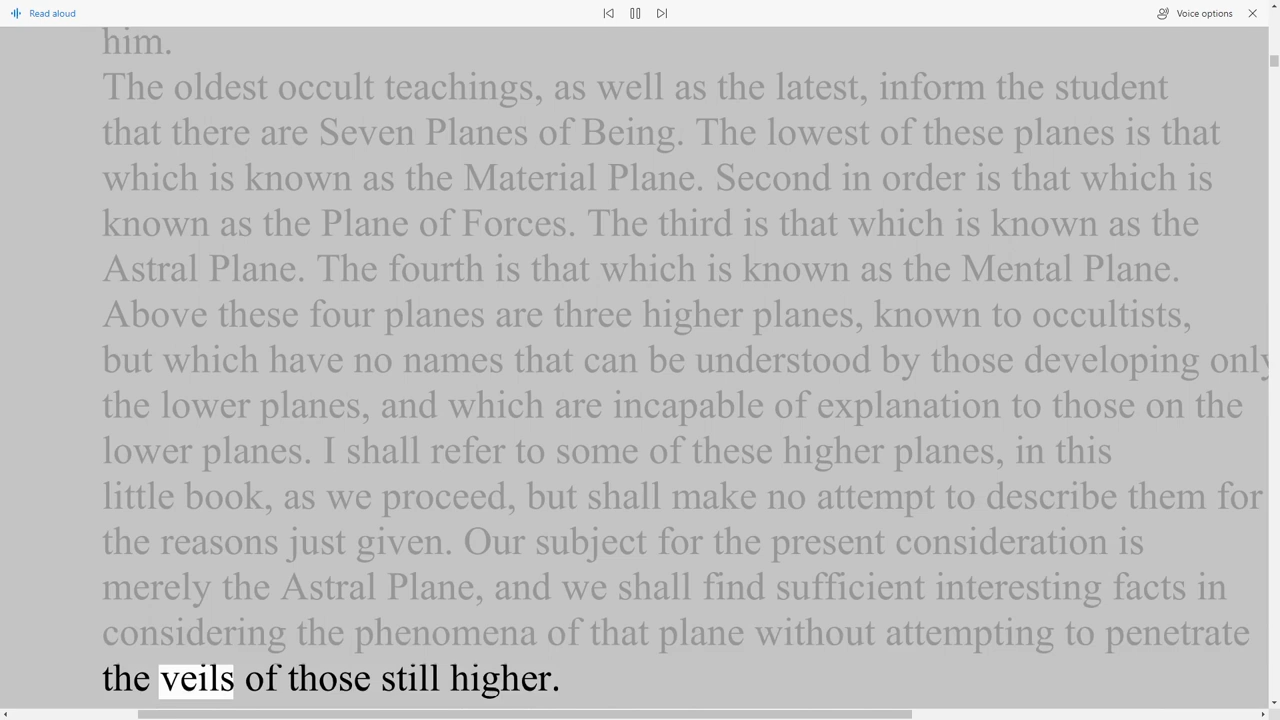 Read aloud
Voice options
him.
The oldest occult teachings, as well as the latest, inform the student
that there are Seven Planes of Being. The lowest of these planes is that
which is known as the Material Plane. Second in order is that which is
known as the Plane of Forces. The third is that which is known as the
Astral Plane. The fourth is that which is known as the Mental Plane.
Above these four planes are three higher planes, known to occultists,
but which have no names that can be understood by those developing only
the lower planes, and which are incapable of explanation to those on the
lower planes. I shall refer to some of these higher planes, in this
little book, as we proceed, but shall make no attempt to describe them for
the reasons just given. Our subject for the present consideration is
merely the Astral Plane, and we shall find sufficient interesting facts in
considering the phenomena of that plane without attempting to penetrate
the veils of those still higher.